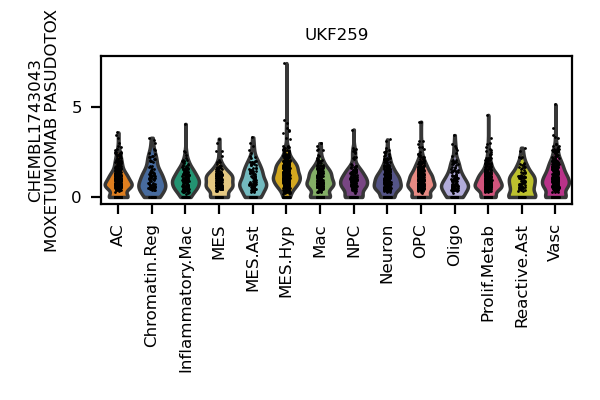 UKF259
CHEMBL1743043
MOXETUMOMAB PASUDOTOX
5
0
AC
Chromatin.Reg
Inflammatory.Mac
MES
MES.Ast
MES.Hyp
Mac
NPC
Neuron
OPC
Oligo
Prolif.Metab
Reactive.Ast
Vasc